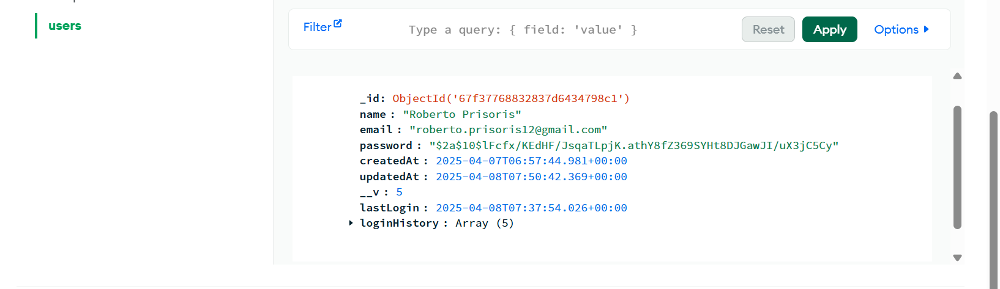 users
Filter
Type a query: { field: 'value' }
Reset
Apply
Options
_id: ObjectId('67f37768832837d6434798c1')
name : "Roberto Prisoris"
email : "roberto.prisoris12@gmail.com"
password : "$2a$10$lFcfx/KEdHF/JsqaTLpjK.athY8fZ369SYHt8DJGawJI/uX3jC5Cy"
createdAt : 2025-04-07T06:57:44.981+00:00
updatedAt : 2025-04-08T07:50:42.369+00:00
__v : 5
lastLogin : 2025-04-08T07:37:54.026+00:00
loginHistory : Array (5)